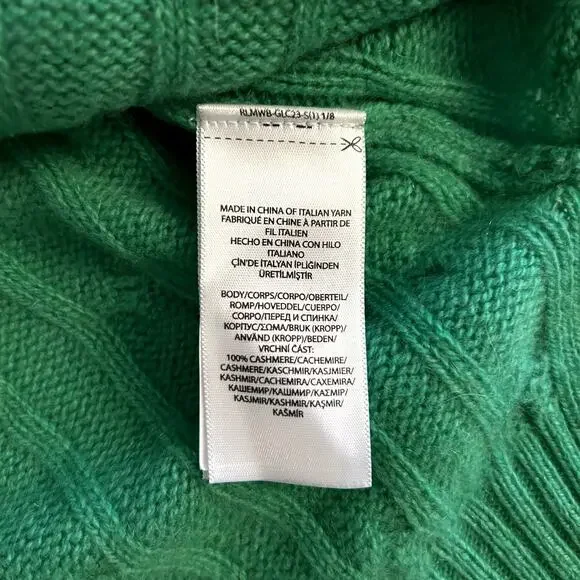 RLMWB-GLC23-S(1) 1/8
MADE IN CHINA OF ITALIAN YARN
FABRIQUÉ EN CHINE À PARTIR DE
FIL ITALIEN
HECHO EN CHINA CON HILO
ITALIANO
ÇİN'DE İTALYAN İPLİĞİNDEN
ÜRETİLMİŞTİR
BODY/CORPS/CORPO/OBERTEIL/
ROMP/HOVEDDEL/CUERPO/
CORPO/ПЕРЕД И СПИНКА/
КОРПУС/ΣΩΜΑ/BRUK (KROPP)/
ANVÄND (KROPP)/BEDEN/
VRCHNÍ ČÁST:
100% CASHMERE/CACHEMIRE/
CASHMERE/KASCHMIR/KASJMIER/
KASHMIR/CACHEMIRA/CAXEMIRA/
КАШЕМИР/КАШМИР/ΚΑΣΜΙΡ/
KASJMIR/KASHMIR/KAŞMİR/
KAŠMÍR